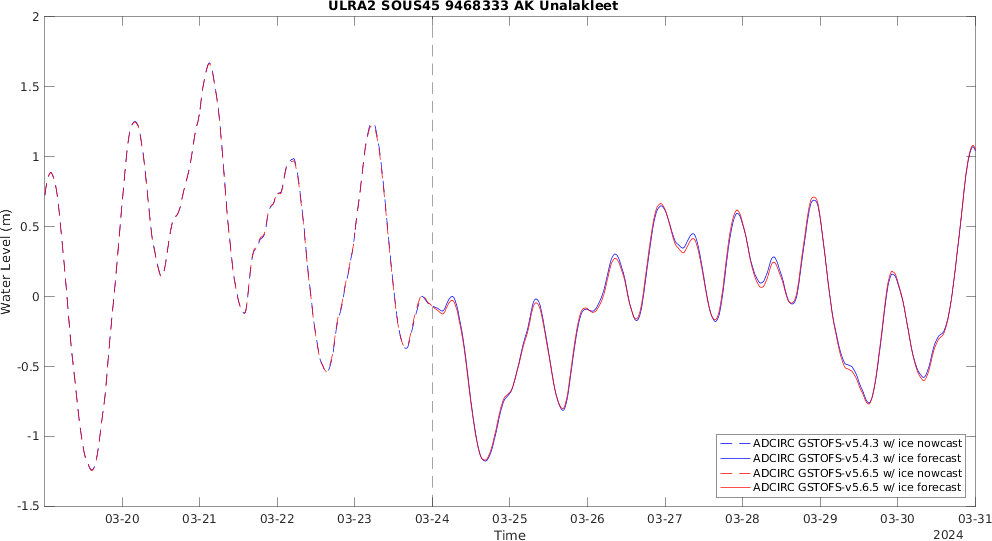 ULRA2 SOUS45 9468333 AK Unalakleet
2
1.5
1
0.5
0
-0.5
-1
-1.5
Water Level (m)
03-20 03-21 03-22 03-23 03-24 03-25 03-26 03-27 03-28 03-29 03-30 03-31
Time
2024
ADCIRC GSTOFS-v5.4.3 w/ ice nowcast
ADCIRC GSTOFS-v5.4.3 w/ ice forecast
ADCIRC GSTOFS-v5.6.5 w/ ice nowcast
ADCIRC GSTOFS-v5.6.5 w/ ice forecast